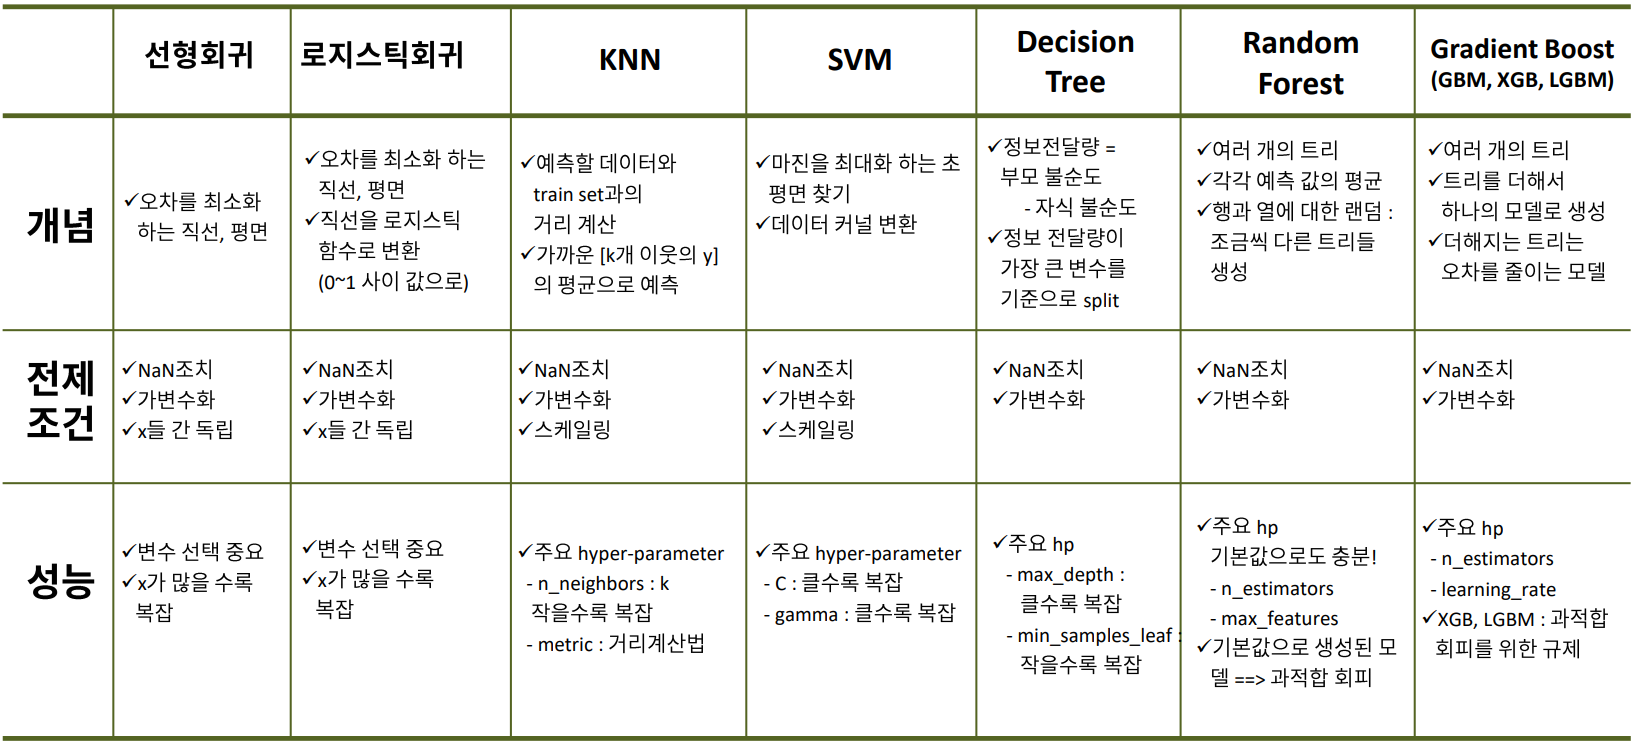 선형회귀
로지스틱회귀
KNN
SVM
Decision
Tree
Random
Forest
Gradient Boost
(GBM, XGB, LGBM)
개념
✓오차를 최소화
하는 직선, 평면
✓오차를 최소화 하는
직선, 평면
✓직선을 로지스틱
함수로 변환
(0~1 사이 값으로)
✓예측할 데이터와
train set과의
거리 계산
✓가까운 [k개 이웃의 y]
의 평균으로 예측
✓마진을 최대화 하는 초
평면 찾기
✓데이터 커널 변환
✓정보전달량 =
부모 불순도
- 자식 불순도
✓정보 전달량이
가장 큰 변수를
기준으로 split
✓여러 개의 트리
✓각각 예측 값의 평균
✓행과 열에 대한 랜덤 :
조금씩 다른 트리들
생성
✓여러 개의 트리
✓트리를 더해서
하나의 모델로 생성
✓더해지는 트리는
오차를 줄이는 모델
전제
조건
✓NaN조치
✓가변수화
✓x들 간 독립
✓NaN조치
✓가변수화
✓x들 간 독립
✓NaN조치
✓가변수화
✓스케일링
✓NaN조치
✓가변수화
✓스케일링
✓NaN조치
✓가변수화
✓NaN조치
✓가변수화
✓NaN조치
✓가변수화
성능
✓변수 선택 중요
✓x가 많을 수록
복잡
✓변수 선택 중요
✓x가 많을 수록
복잡
✓주요 hyper-parameter
- n_neighbors : k
작을수록 복잡
- metric : 거리계산법
✓주요 hyper-parameter
- C : 클수록 복잡
- gamma : 클수록 복잡
✓주요 hp
- max_depth :
클수록 복잡
- min_samples_leaf :
작을수록 복잡
✓주요 hp
기본값으로도 충분!
- n_estimators
- max_features
✓기본값으로 생성된 모
델 ==> 과적합 회피
✓주요 hp
- n_estimators
- learning_rate
✓XGB, LGBM : 과적합
회피를 위한 규제